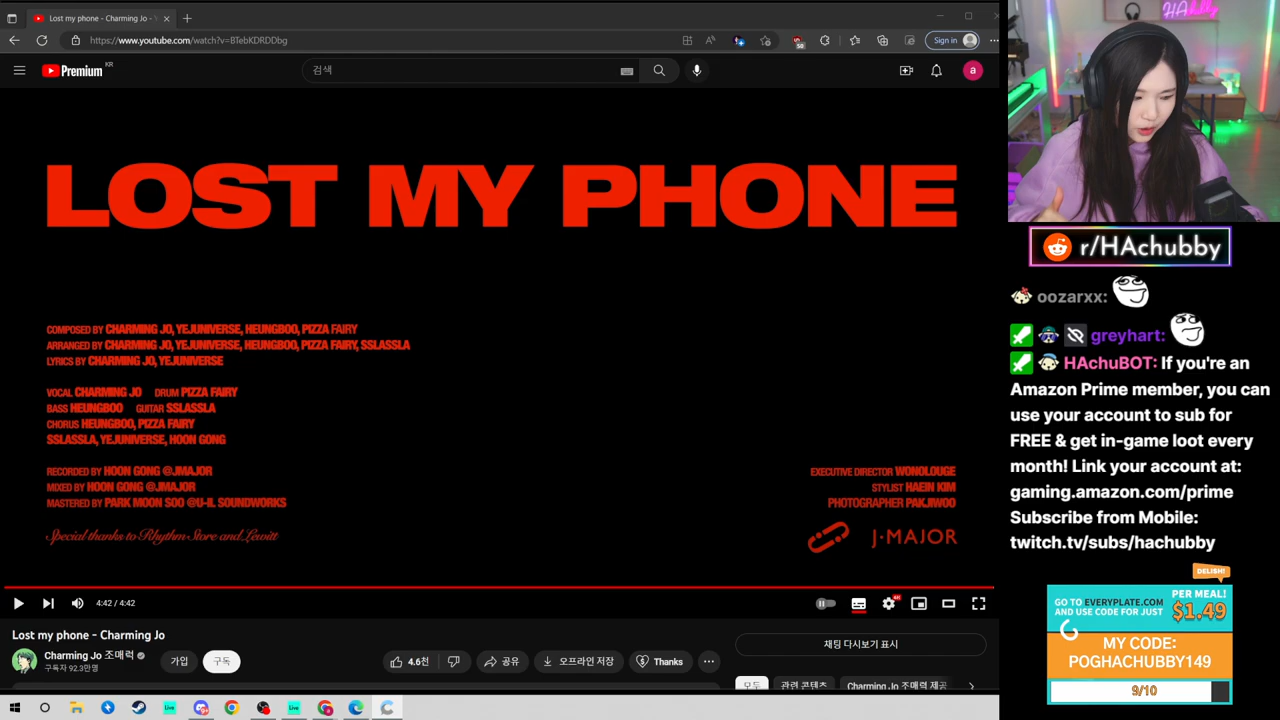 Lost my phone - Charming Jo -
https://www.youtube.com/watch?v=8TebKDRDDbg
50
Sign in
Premium KR
검색
a
LOST MY PHONE
COMPOSED BY CHARMING JO, YEJUNIVERSE, HEUNGBOO, PIZZA FAIRY
ARRANGED BY CHARMING JO, YEJUNIVERSE, HEUNGBOO, PIZZA FAIRY, SSLASSLA
LYRICS BY CHARMING JO, YEJUNIVERSE
VOCAL CHARMING JO DRUM PIZZA FAIRY
BASS HEUNGBOO GUITAR SSLASSLA
CHORUS HEUNGBOO, PIZZA FAIRY
SSLASSLA, YEJUNIVERSE, HOON GONG
RECORDED BY HOON GONG @JMAJOR
MIXED BY HOON GONG @JMAJOR
MASTERED BY PARK MOON SOO @U-IL SOUNDWORKS
Special thanks to Rhythm Store and Lewitt
EXECUTIVE DIRECTOR WONOLOUGE
STYLIST HAEIN KIM
PHOTOGRAPHER PAKJIWOO
J·MAJOR
4:42 / 4:42
Lost my phone - Charming Jo
Charming Jo 조매력
구독자 92.3만명
가입
구독
4.6천
공유
오프라인 저장
Thanks
채팅 다시보기 표시
모두
관련 콘텐츠
Charming Jo 조매력 제공
Live
Live
HAchubby
r/HAchubby
oozarxx:
greyhart:
HAchuBOT: If you're an
Amazon Prime member, you can
use your account to sub for
FREE & get in-game loot every
month! Link your account at:
gaming.amazon.com/prime
Subscribe from Mobile:
twitch.tv/subs/hachubby
DELISH!
GO TO EVERYPLATE.COM
AND USE CODE FOR JUST
PER MEAL!
$1.49
MY CODE:
POGHACHUBBY149
9/10